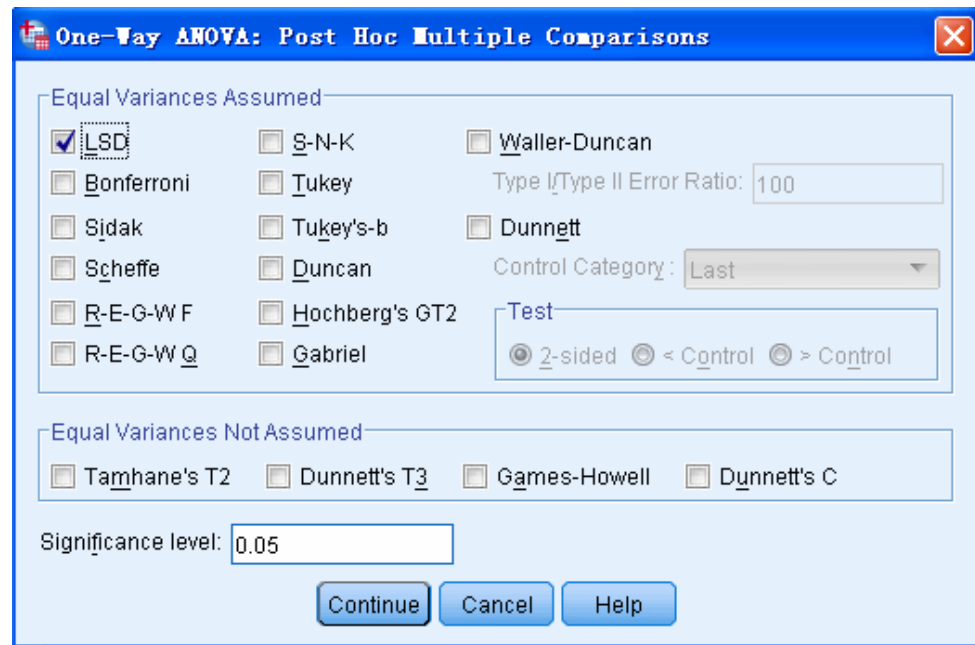 One-Way ANOVA: Post Hoc Multiple Comparisons
Equal Variances Assumed
LSD S-N-K Waller-Duncan
Bonferroni Tukey Type I/Type II Error Ratio: 100
Sidak Tukey's-b Dunnett
Scheffe Duncan Control Category : Last
R-E-G-W F Hochberg's GT2 Test
R-E-G-W Q Gabriel 2-sided < Control > Control
Equal Variances Not Assumed
Tamhane's T2 Dunnett's T3 Games-Howell Dunnett's C
Significance level: 0.05
Continue Cancel Help